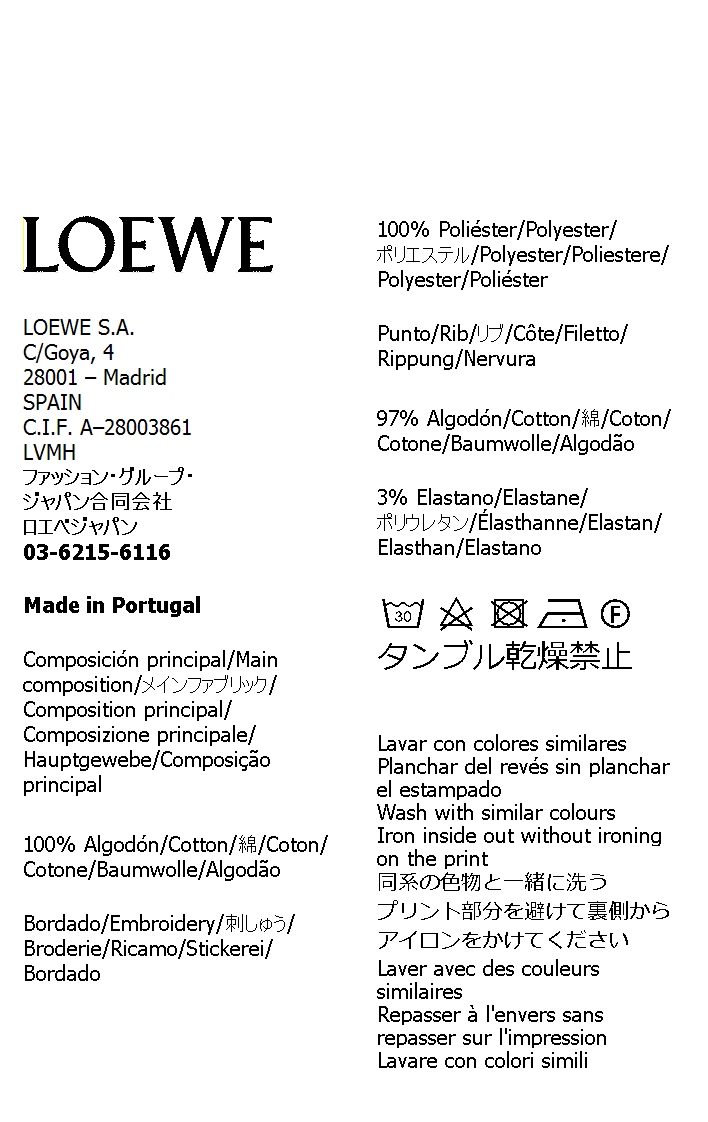 LOEWE
LOEWE S.A.
C/Goya, 4
28001 – Madrid
SPAIN
C.I.F. A–28003861
LVMH
ファッション・グループ・
ジャパン合同会社
ロエベジャパン
03-6215-6116
Made in Portugal
Composición principal/Main
composition/メインファブリック/
Composition principal/
Composizione principale/
Hauptgewebe/Composição
principal
100% Algodón/Cotton/綿/Coton/
Cotone/Baumwolle/Algodão
Bordado/Embroidery/刺しゅう/
Broderie/Ricamo/Stickerei/
Bordado
100% Poliéster/Polyester/
ポリエステル/Polyester/Poliestere/
Polyester/Poliéster
Punto/Rib/リブ/Côte/Filetto/
Rippung/Nervura
97% Algodón/Cotton/綿/Coton/
Cotone/Baumwolle/Algodão
3% Elastano/Elastane/
ポリウレタン/Élasthanne/Elastan/
Elasthan/Elastano
30 F
タンブル乾燥禁止
Lavar con colores similares
Planchar del revés sin planchar
el estampado
Wash with similar colours
Iron inside out without ironing
on the print
同系の色物と一緒に洗う
プリント部分を避けて裏側から
アイロンをかけてください
Laver avec des couleurs
similaires
Repasser à l'envers sans
repasser sur l'impression
Lavare con colori simili